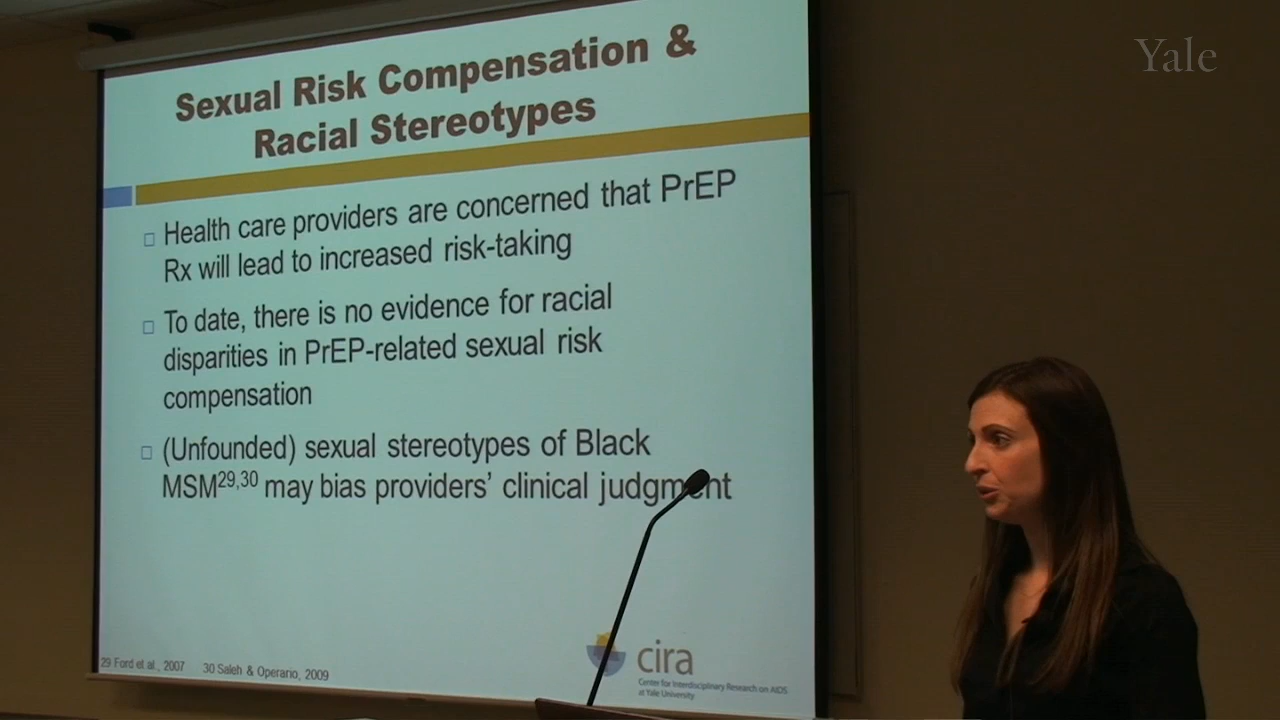 Yale
Sexual Risk Compensation &
Racial Stereotypes
□ Health care providers are concerned that PrEP
Rx will lead to increased risk-taking
□ To date, there is no evidence for racial
disparities in PrEP-related sexual risk
compensation
□ (Unfounded) sexual stereotypes of Black
MSM29,30 may bias providers' clinical judgment
29 Ford et al., 2007 30 Saleh & Operario, 2009
cira
Center for Interdisciplinary Research on AIDS
at Yale University